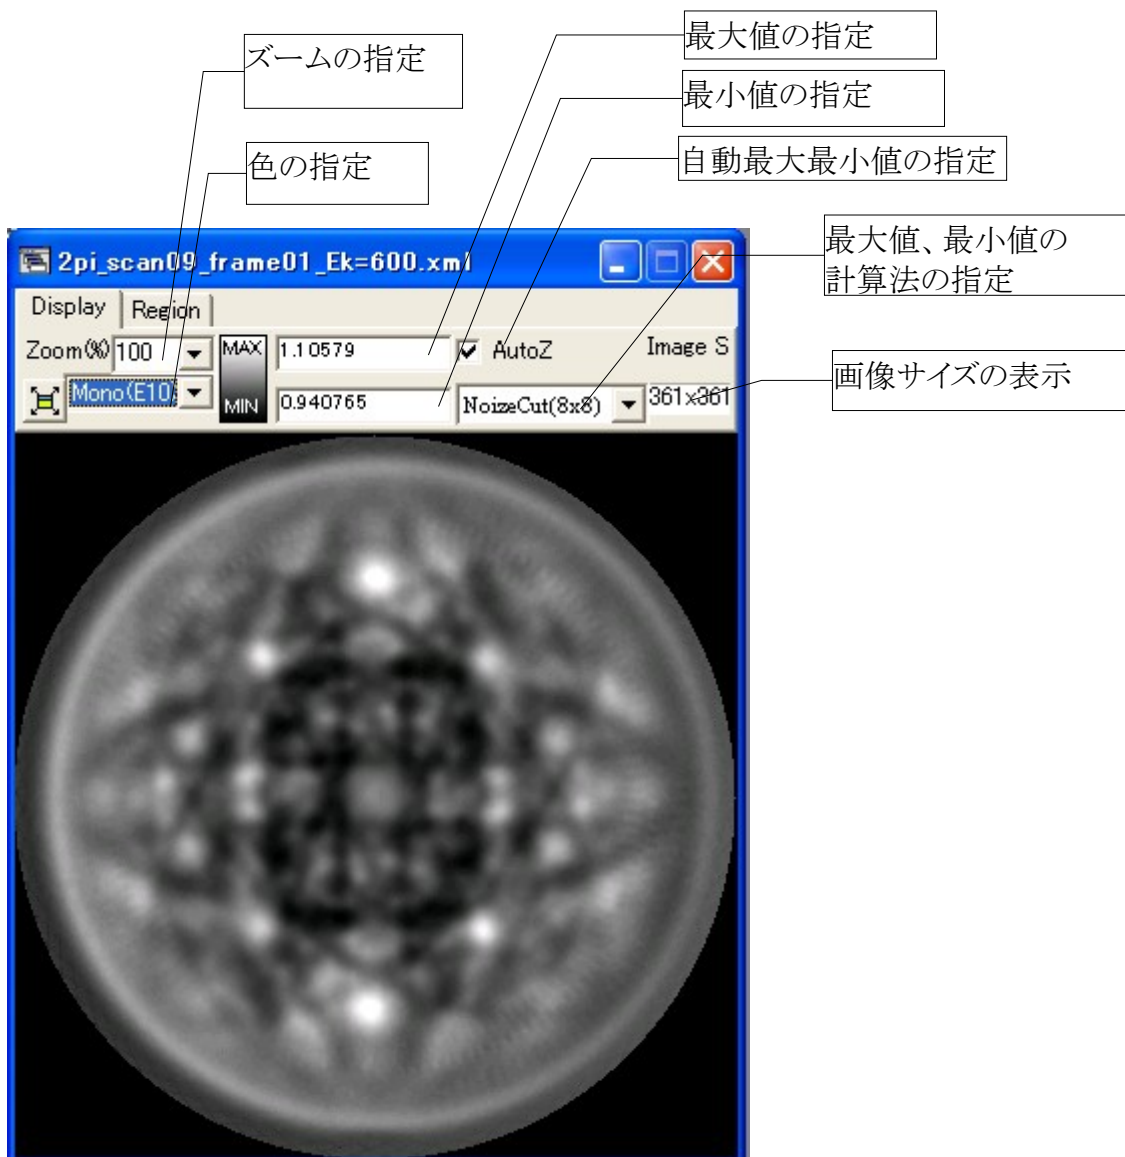 最大値の指定
ズームの指定
最小値の指定
自動最大最小値の指定
色の指定
最大値、最小値の
計算法の指定
2pi_scan09_frame01_Ek=600.xml
Display Region
Zoom(%) 100 MAX 1.10579 AutoZ Image S
画像サイズの表示
Mono(E10) MIN 0.940765 NoizeCut(8x8) 361x361